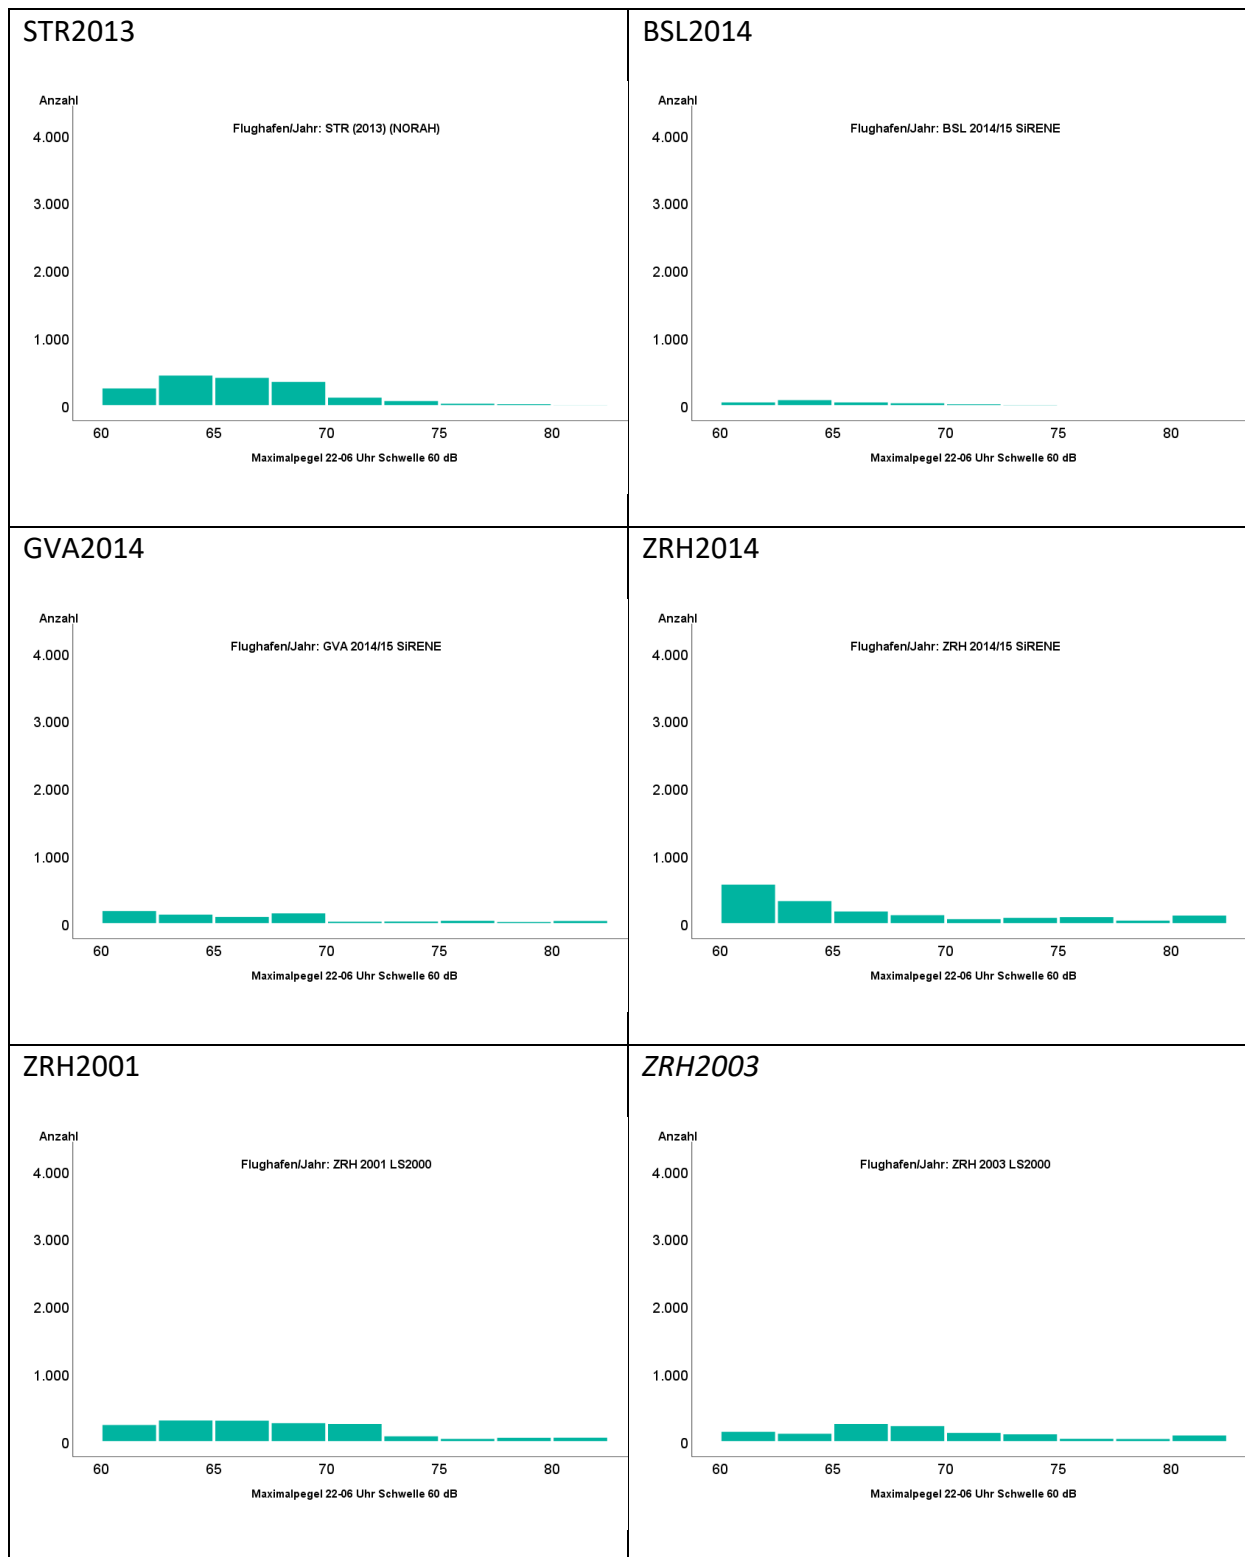 STR2013
Anzahl
Flughafen/Jahr: STR (2013) (NORAH)
4.000
3.000
2.000
1.000
0
60 65 70 75 80
Maximalpegel 22-06 Uhr Schwelle 60 dB
BSL2014
Anzahl
Flughafen/Jahr: BSL 2014/15 SiRENE
4.000
3.000
2.000
1.000
0
60 65 70 75 80
Maximalpegel 22-06 Uhr Schwelle 60 dB
GVA2014
Anzahl
Flughafen/Jahr: GVA 2014/15 SiRENE
4.000
3.000
2.000
1.000
0
60 65 70 75 80
Maximalpegel 22-06 Uhr Schwelle 60 dB
ZRH2014
Anzahl
Flughafen/Jahr: ZRH 2014/15 SiRENE
4.000
3.000
2.000
1.000
0
60 65 70 75 80
Maximalpegel 22-06 Uhr Schwelle 60 dB
ZRH2001
Anzahl
Flughafen/Jahr: ZRH 2001 LS2000
4.000
3.000
2.000
1.000
0
60 65 70 75 80
Maximalpegel 22-06 Uhr Schwelle 60 dB
ZRH2003
Anzahl
Flughafen/Jahr: ZRH 2003 LS2000
4.000
3.000
2.000
1.000
0
60 65 70 75 80
Maximalpegel 22-06 Uhr Schwelle 60 dB